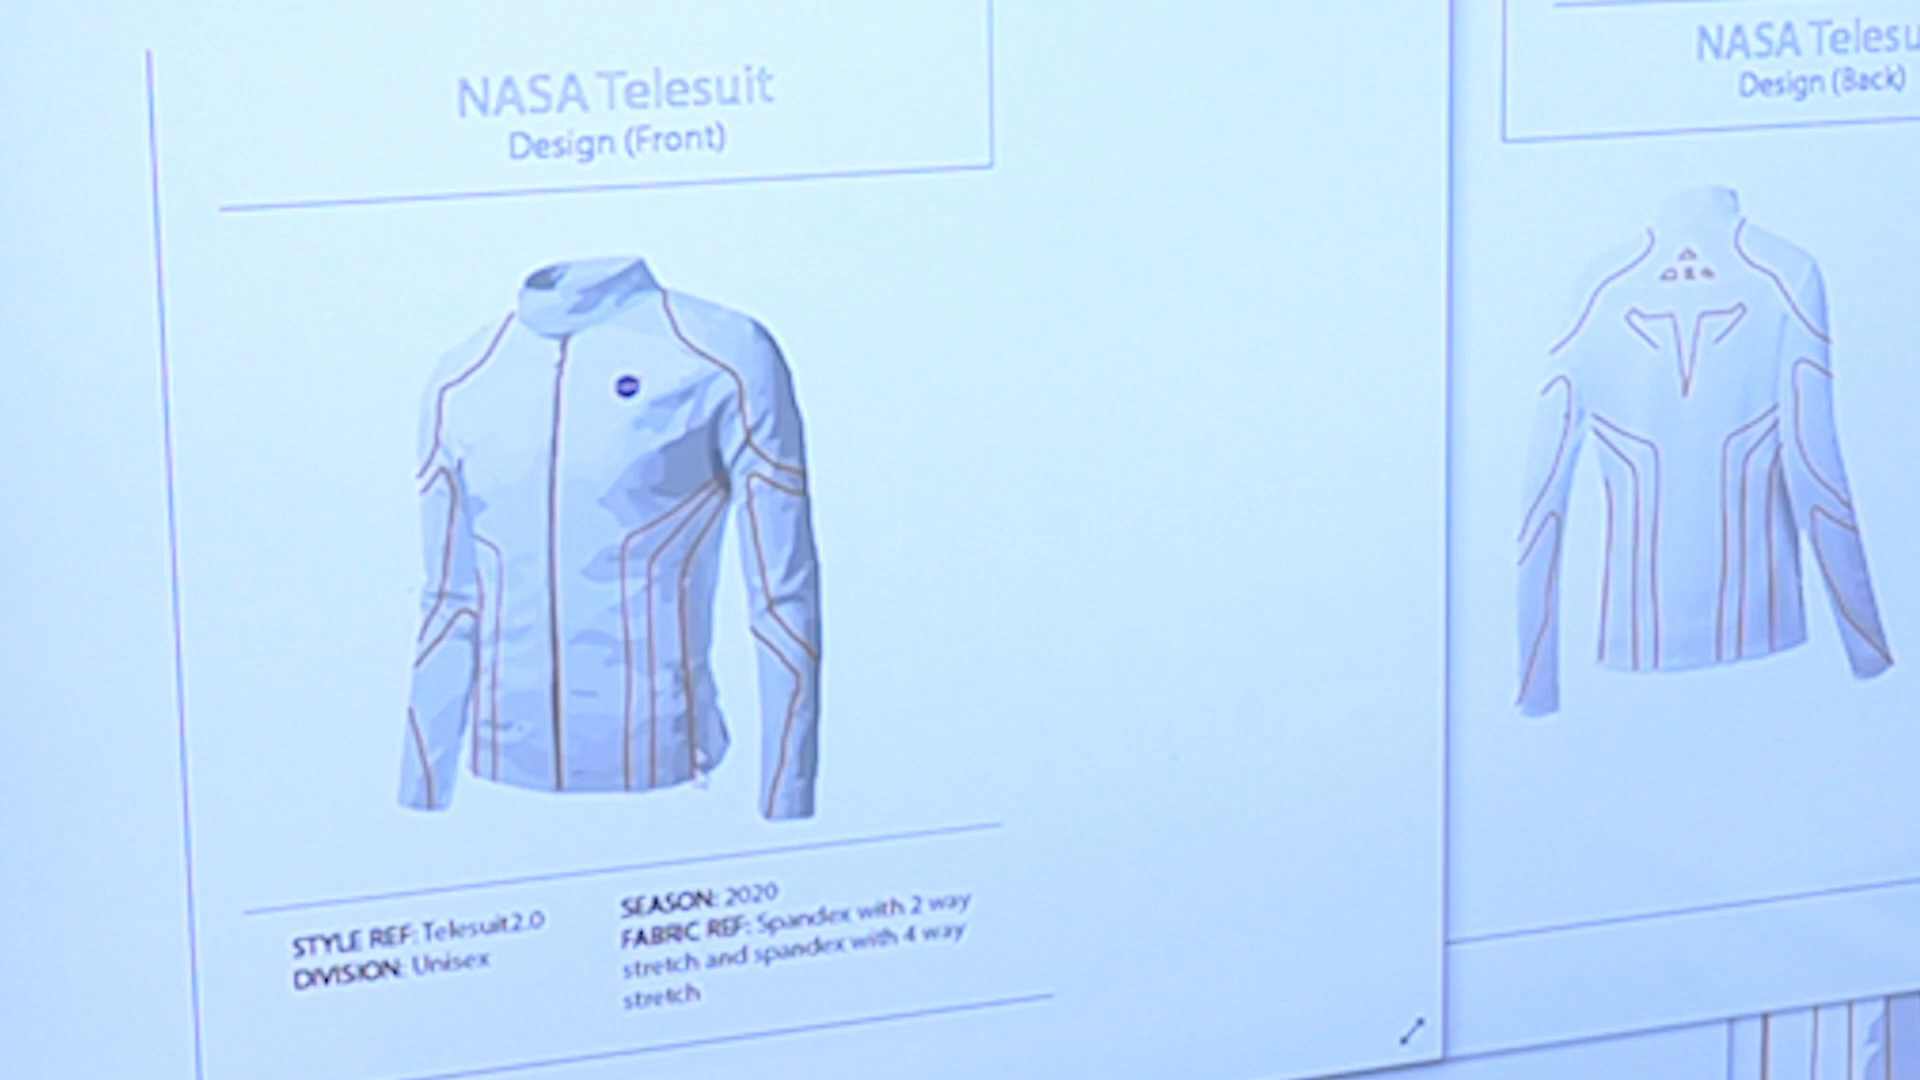 NASA Telesuit
Design (Front)
STYLE REF: Telesuit2.0
DIVISION: Unisex
SEASON: 2020
FABRIC REF: Spandex with 2 way
stretch and spandex with 4 way
stretch
NASA Telesu
Design (Back)